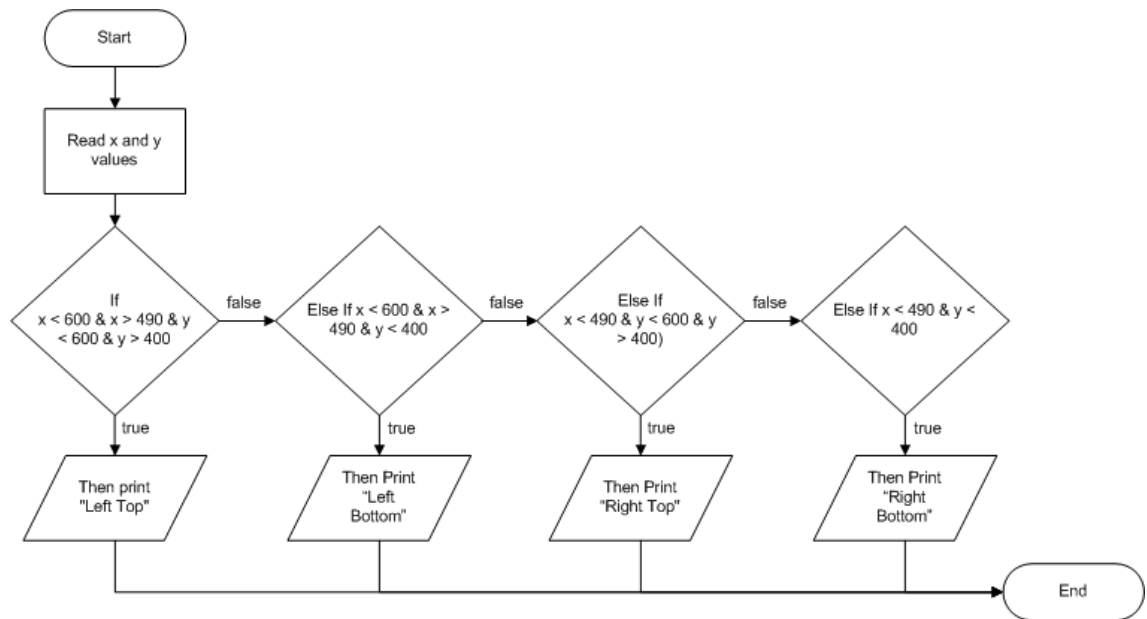 Start
Read x and y
values
If
x < 600 & x > 490 & y
< 600 & y > 400
false
Else If x < 600 & x >
490 & y < 400
false
Else If
x < 490 & y < 600 & y
> 400)
false
Else If x < 490 & y <
400
true
true
true
true
Then print
"Left Top"
Then Print
“Left
Bottom”
Then Print
“Right Top"
Then Print
“Right
Bottom”
End